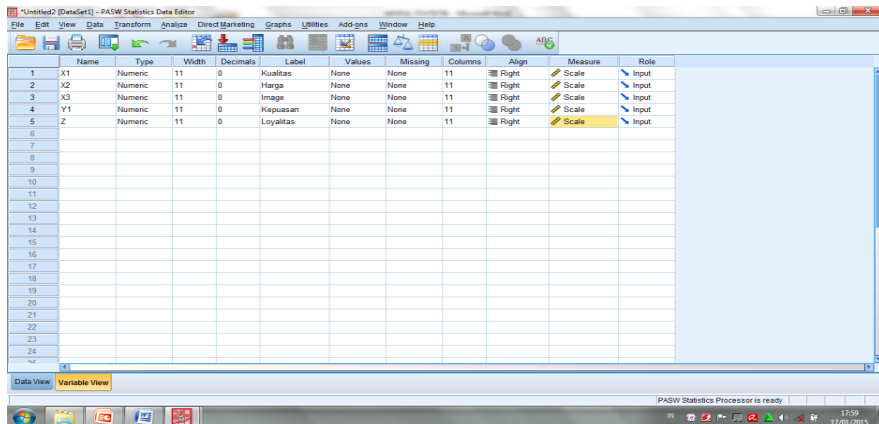 *Untitled2 [DataSet1] - PASW Statistics Data Editor
File Edit View Data Transform Analyze Direct Marketing Graphs Utilities Add-ons Window Help
Name Type Width Decimals Label Values Missing Columns Align Measure Role
1 X1 Numeric 11 0 Kualitas None None 11 Right Scale Input
2 X2 Numeric 11 0 Harga None None 11 Right Scale Input
3 X3 Numeric 11 0 Image None None 11 Right Scale Input
4 Y1 Numeric 11 0 Kepuasan None None 11 Right Scale Input
5 Z Numeric 11 0 Loyalitas None None 11 Right Scale Input
6
7
8
9
10
11
12
13
14
15
16
17
18
19
20
21
22
23
24
Data View Variable View
PASW Statistics Processor is ready
IN 17:59
17/01/2015